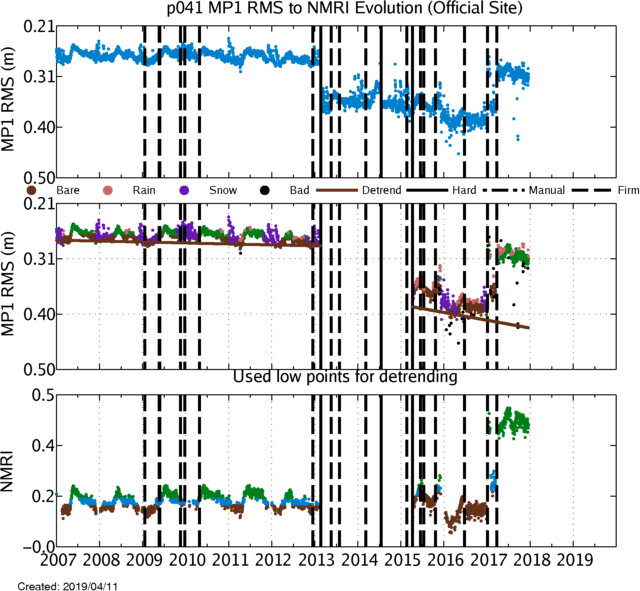 p041 MP1 RMS to NMRI Evolution (Official Site)
0.21
0.31
0.40
0.50
MP1 RMS (m)
Bare Rain Snow Bad Detrend Hard Manual Firm
0.21
0.31
0.40
0.50
MP1 RMS (m)
Used low points for detrending
0.5
0.5
0.2
-0.0
NMRI
2007 2008 2009 2010 2011 2012 2013 2014 2015 2016 2017 2018 2019
Created: 2019/04/11